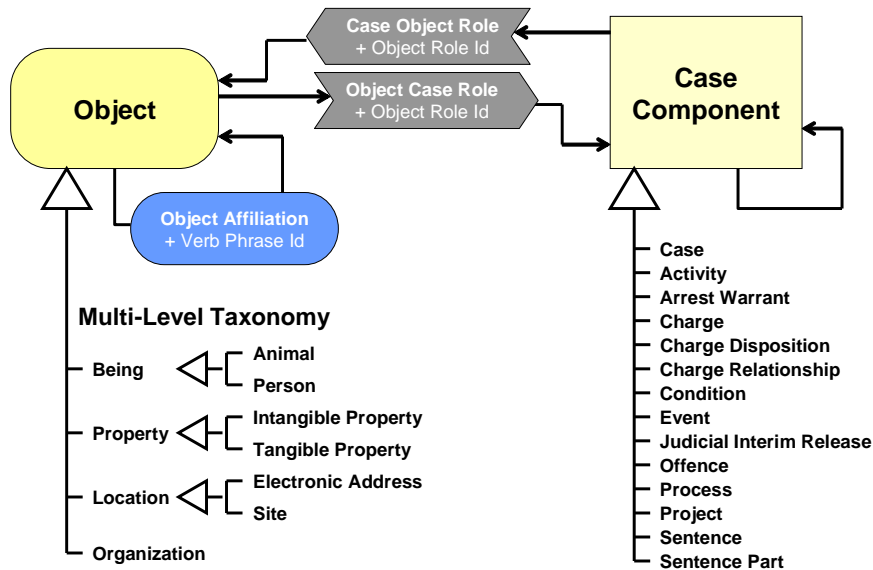 Case Object Role
+ Object Role Id
Object Case Role
+ Object Role Id
Object
Case
Component
Object Affiliation
+ Verb Phrase Id
Multi-Level Taxonomy
Being
Animal
Person
Property
Intangible Property
Tangible Property
Location
Electronic Address
Site
Organization
Case
Activity
Arrest Warrant
Charge
Charge Disposition
Charge Relationship
Condition
Event
Judicial Interim Release
Offence
Process
Project
Sentence
Sentence Part